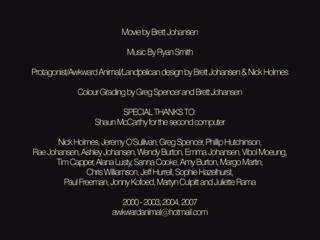 Movie by Brett Johansen
Music By Ryan Smith
Protagonist/Awkward Animal/Landpelican design by Brett Johansen & Nick Holmes
Colour Grading by Greg Spencer and Brett Johansen
SPECIAL THANKS TO:
Shaun McCarthy for the second computer
Nick Holmes, Jeremy O'Sullivan, Greg Spencer, Phillip Hutchinson,
Rae Johansen, Ashley Johansen, Wendy Burton, Emma Johansen, Vibol Moeung,
Tim Capper, Alana Lusty, Sanna Cooke, Amy Burton, Margo Martin,
Chris Williamson, Jeff Hurrell, Sophie Hazelhurst,
Paul Freeman, Jonny Kofoed, Martyn Culpitt and Juliette Rama
2000 - 2003, 2004, 2007
awkwardanimal@hotmail.com